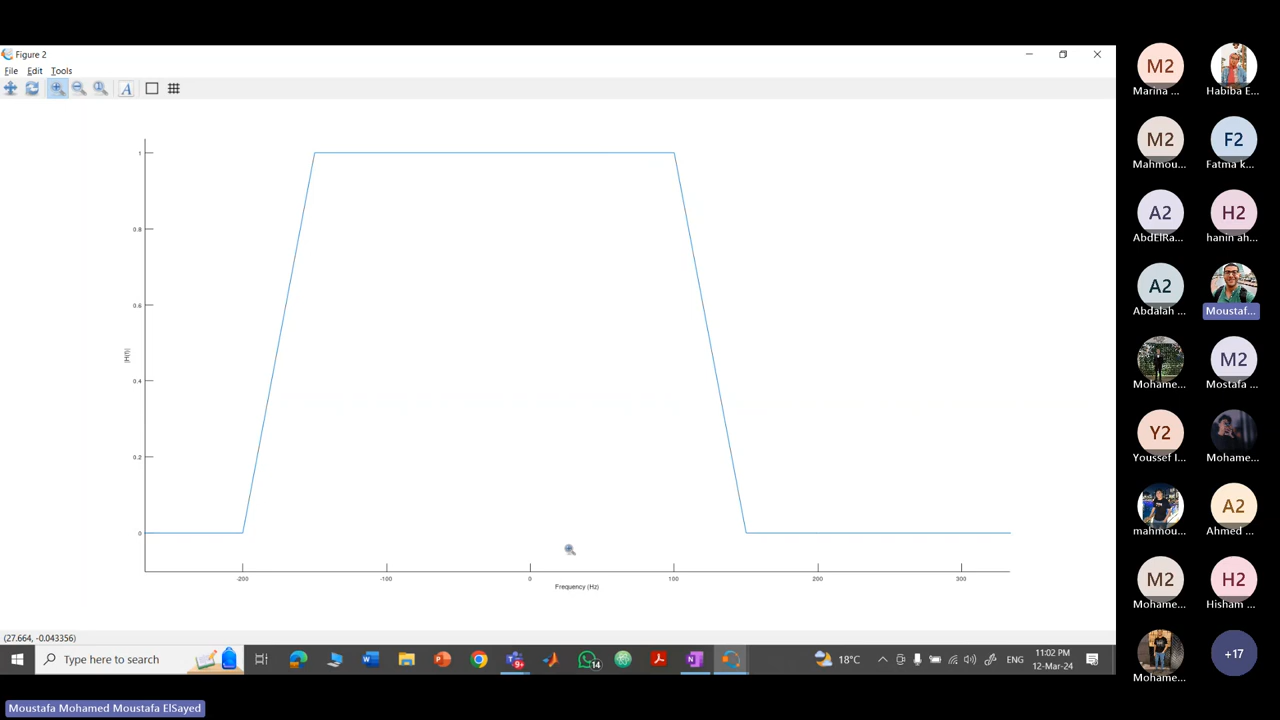 Figure 2
File Edit Tools
A
1
0.8
0.6
0.4
0.2
0
|H(f)|
-200 -100 0 100 200 300
Frequency (Hz)
(27.664, -0.043356)
Type here to search
14
18°C
ENG
11:02 PM
12-Mar-24
M2
Marina ...
Habiba E...
M2
Mahmou...
F2
Fatma k...
A2
AbdElRa...
H2
hanin ah...
A2
Abdalah ...
Moustaf...
Mohame...
M2
Mostafa ...
Y2
Youssef I...
Mohame...
mahmou...
A2
Ahmed ...
M2
Mohame...
H2
Hisham ...
Mohame...
+17
Moustafa Mohamed Moustafa ElSayed